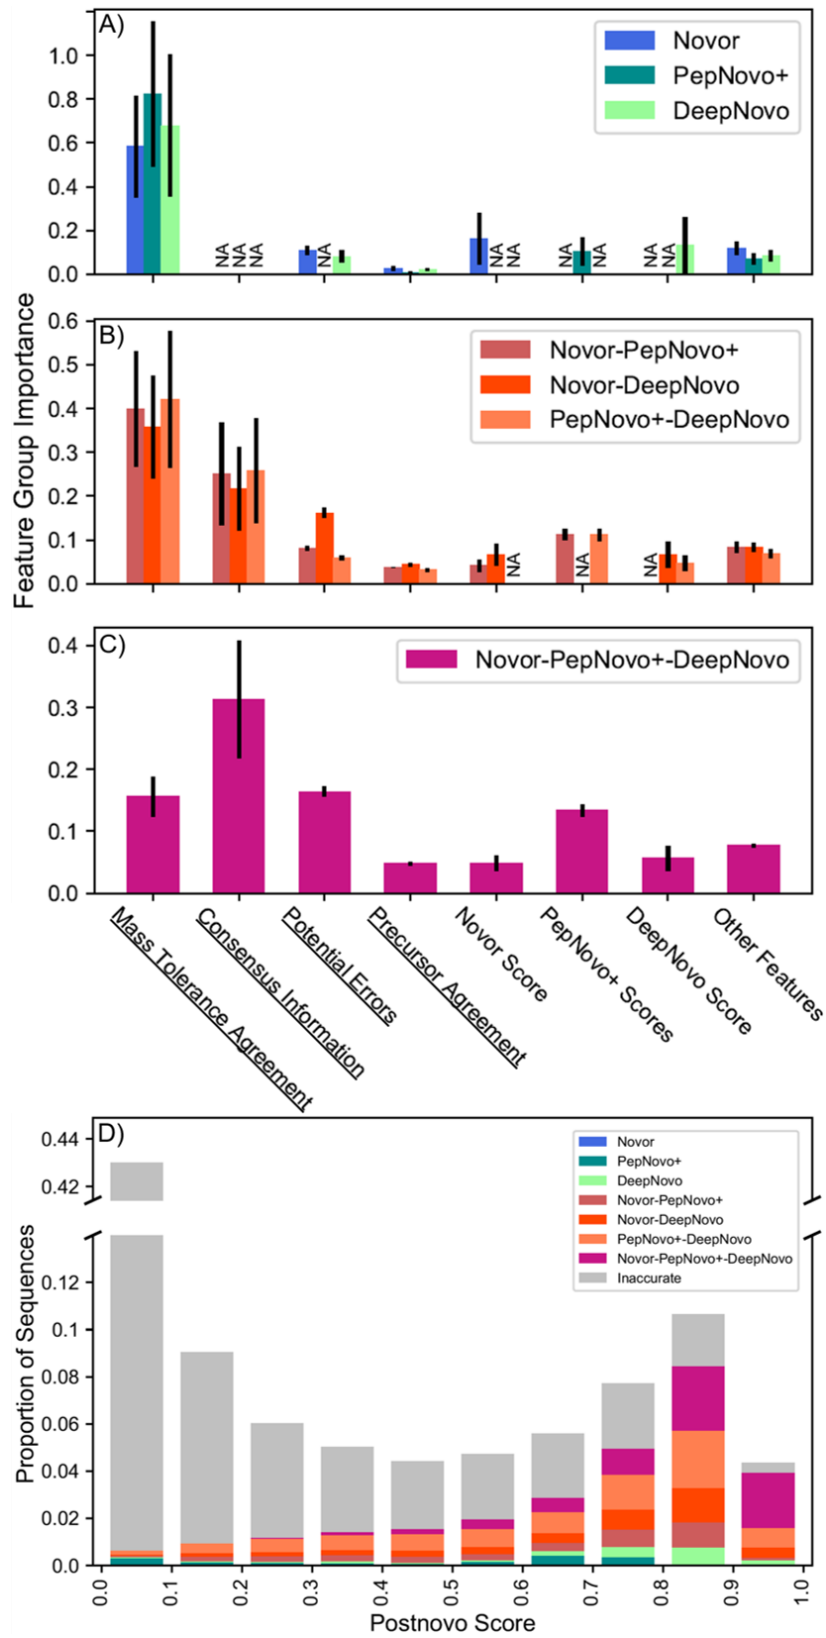 A)
Novor
PepNovo+
DeepNovo
1.0
0.8
0.6
0.4
0.2
0.0
NA NA NA
NA
NA NA
NA NA
NA NA
Feature Group Importance
B)
Novor-PepNovo+
Novor-DeepNovo
PepNovo+-DeepNovo
0.6
0.5
0.4
0.3
0.2
0.1
0.0
NA
NA
NA
C)
Novor-PepNovo+-DeepNovo
0.4
0.3
0.2
0.1
0.0
Mass Tolerance Agreement
Consensus Information
Potential Errors
Precursor Agreement
Novor Score
PepNovo+ Scores
DeepNovo Score
Other Features
D)
Novor
PepNovo+
DeepNovo
Novor-PepNovo+
Novor-DeepNovo
PepNovo+-DeepNovo
Novor-PepNovo+-DeepNovo
Inaccurate
0.44
0.42
0.12
0.1
0.08
0.06
0.04
0.02
0.0
Proportion of Sequences
0.0 0.1 0.2 0.3 0.4 0.5 0.6 0.7 0.8 0.9 1.0
Postnovo Score